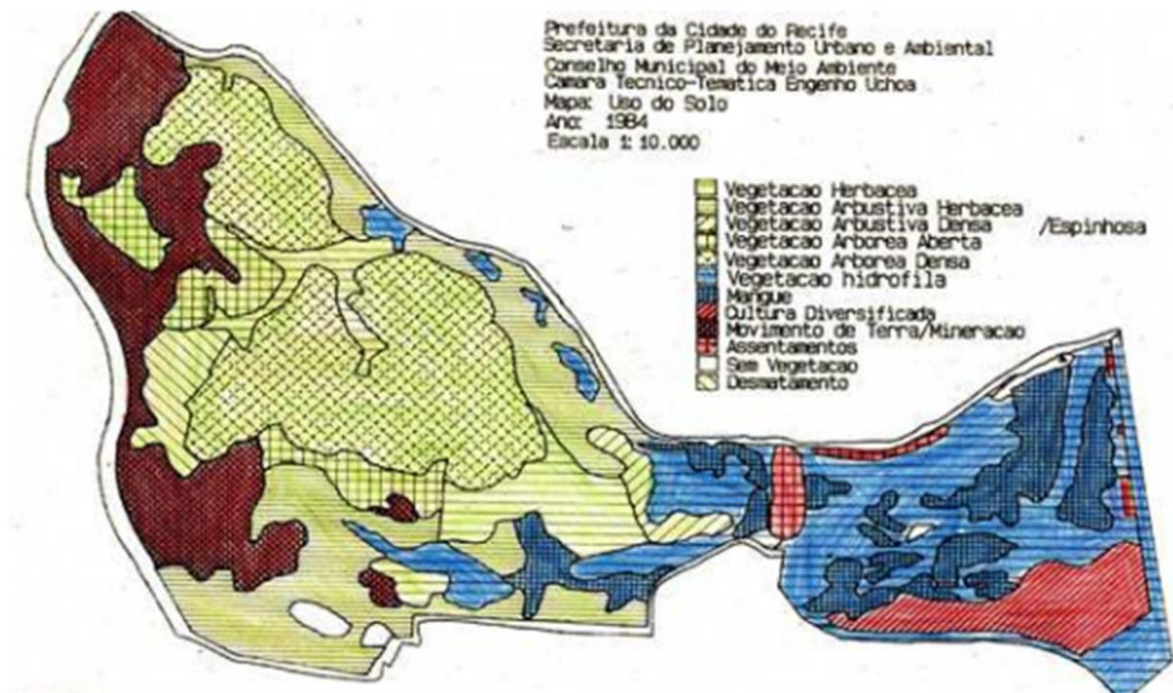 Prefeitura da Cidade do Recife
Secretaria de Planejamento Urbano e Ambiental
Conselho Municipal do Meio Ambiente
Camara Tecnico-Tematica Engenho Uchoa
Mapa: Uso do Solo
Ano: 1984
Escala 1: 10.000
Vegetacao Herbacea
Vegetacao Arbustiva Herbacea
Vegetacao Arbustiva Densa /Espinhosa
Vegetacao Arborea Aberta
Vegetacao Arborea Densa
Vegetacao hidrofila
Mangue
Cultura Diversificada
Movimento de Terra/Mineracao
Assentamentos
Sem Vegetacao
Desmatamento